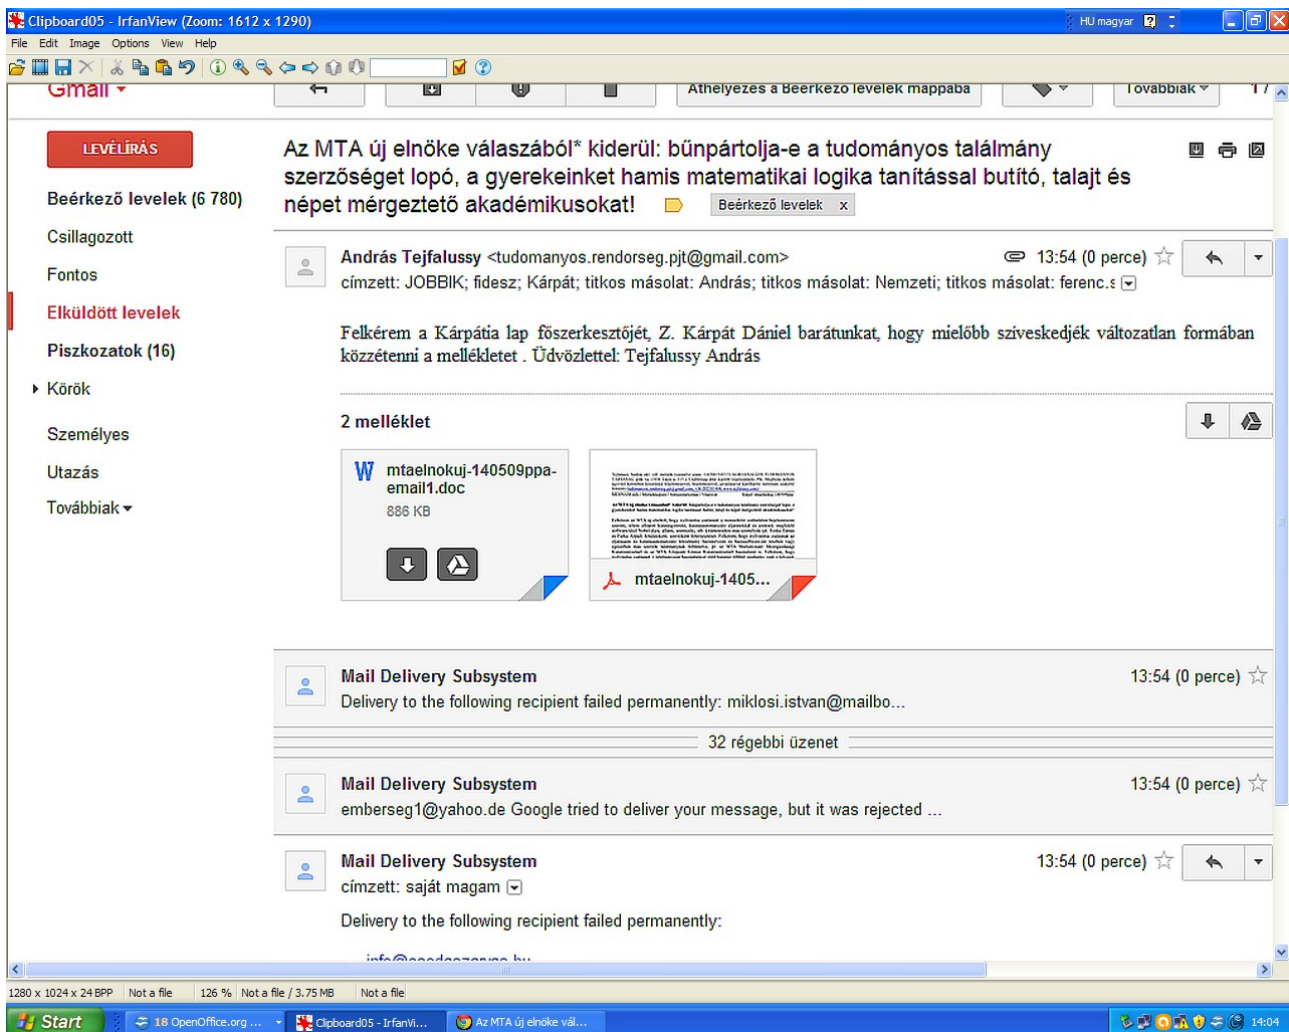 Clipboard05 - IrfanView (Zoom: 1612 x 1290)
HU magyar
File Edit Image Options View Help
Gmail
Áthelyezés a Beérkező levelek mappába
Továbbiak
LEVÉLÍRÁS
Az MTA új elnöke válaszából* kiderül: bűnpártolja-e a tudományos találmány
szerzőséget lopó, a gyerekeinket hamis matematikai logika tanítással butító, talajt és
népet mérgeztető akadémikusokat!
Beérkező levelek x
Beérkező levelek (6 780)
Csillagozott
Fontos
Elküldött levelek
Piszkozatok (16)
Körök
Személyes
Utazás
Továbbiak
András Tejfalussy <tudomanyos.rendorseg.pjt@gmail.com>
13:54 (0 perce)
címzett: JOBBIK; fidesz; Kárpát; titkos másolat: András; titkos másolat: Nemzeti; titkos másolat: ferenc.s
Felkérem a Kárpátia lap főszerkesztőjét, Z. Kárpát Dániel barátunkat, hogy mielőbb szíveskedjék változatlan formában
közzétenni a mellékletet . Üdvözlettel: Tejfalussy András
2 melléklet
mtaelnokuj-140509ppa-
email1.doc
886 KB
mtaelnokuj-1405...
Mail Delivery Subsystem
13:54 (0 perce)
Delivery to the following recipient failed permanently: miklosi.istvan@mailbo...
32 régebbi üzenet
Mail Delivery Subsystem
13:54 (0 perce)
emberseg1@yahoo.de Google tried to deliver your message, but it was rejected ...
Mail Delivery Subsystem
13:54 (0 perce)
címzett: saját magam
Delivery to the following recipient failed permanently:
1280 x 1024 x 24 BPP Not a file 126 % Not a file / 3.75 MB Not a file
Start
18 OpenOffice.org ...
Clipboard05 - IrfanVi...
Az MTA új elnöke vál...
14:04